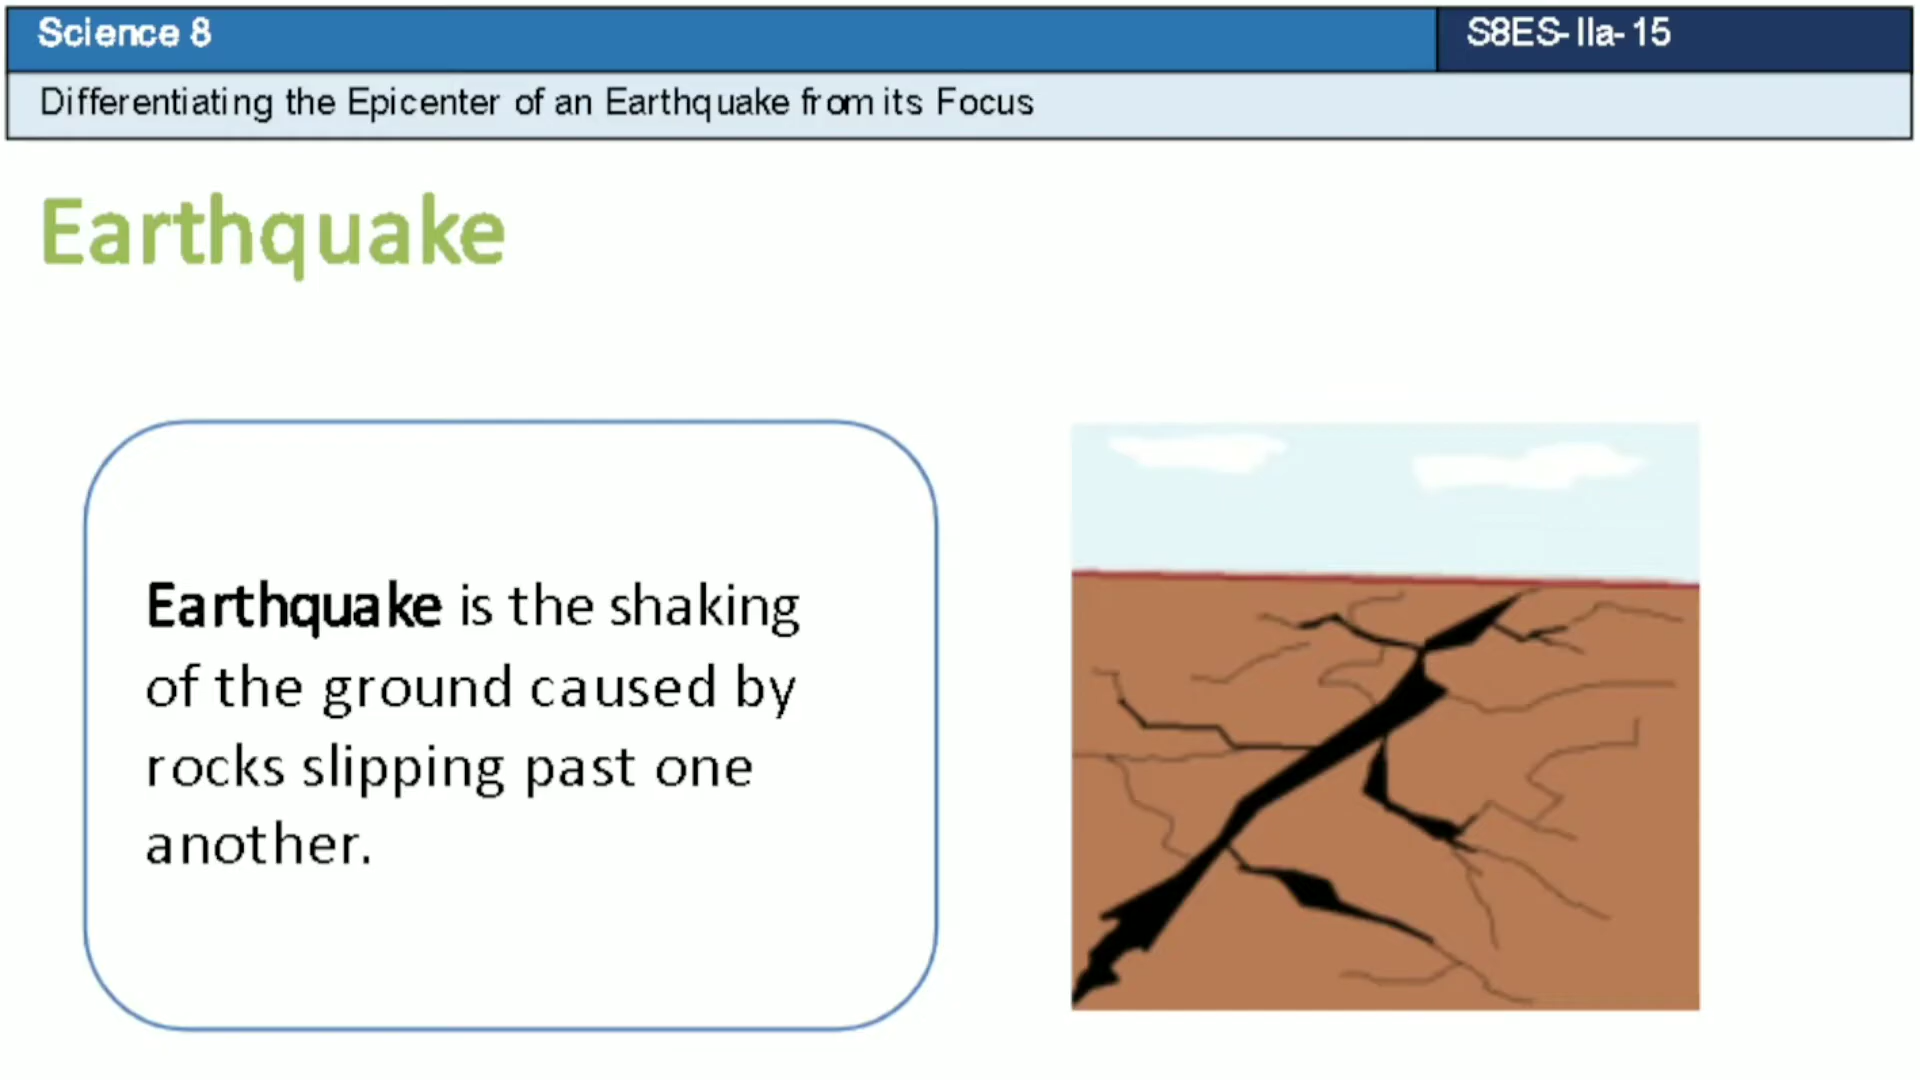 Science 8
S8ES-IIa-15
Differentiating the Epicenter of an Earthquake from its Focus
Earthquake
Earthquake is the shaking
of the ground caused by
rocks slipping past one
another.